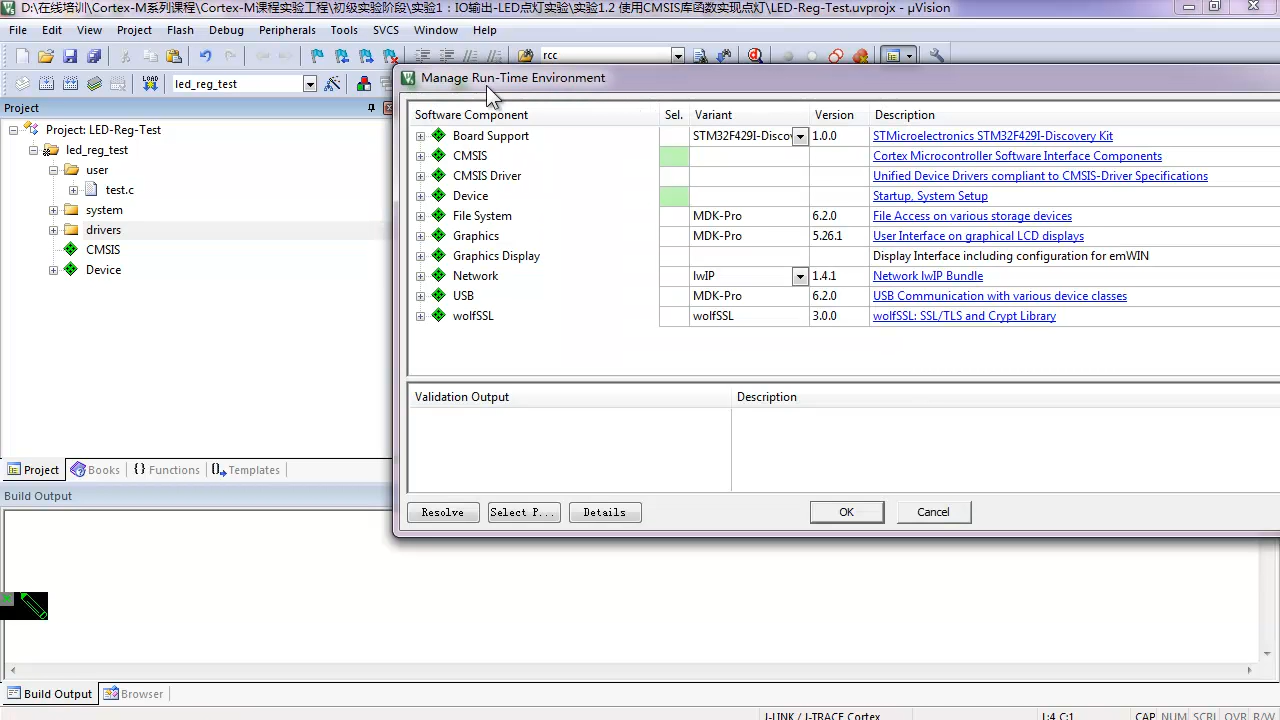 D:\在线培训\Cortex-M系列课程\Cortex-M课程实验工程\初级实验阶段\实验1：IO输出-LED点灯实验\实验1.2 使用CMSIS库函数实现点灯\LED-Reg-Test.uvprojx - µVision
File Edit View Project Flash Debug Peripherals Tools SVCS Window Help
rcc
LOAD led_reg_test
Project
Project: LED-Reg-Test
led_reg_test
user
test.c
system
drivers
CMSIS
Device
Project Books Functions Templates
Manage Run-Time Environment
Software Component Sel. Variant Version Description
Board Support STM32F429I-Discov 1.0.0 STMicroelectronics STM32F429I-Discovery Kit
CMSIS Cortex Microcontroller Software Interface Components
CMSIS Driver Unified Device Drivers compliant to CMSIS-Driver Specifications
Device Startup, System Setup
File System MDK-Pro 6.2.0 File Access on various storage devices
Graphics MDK-Pro 5.26.1 User Interface on graphical LCD displays
Graphics Display Display Interface including configuration for emWIN
Network lwIP 1.4.1 Network lwIP Bundle
USB MDK-Pro 6.2.0 USB Communication with various device classes
wolfSSL wolfSSL 3.0.0 wolfSSL: SSL/TLS and Crypt Library
Validation Output Description
Resolve Select P... Details OK Cancel
Build Output
Build Output Browser
J-LINK / J-TRACE Cortex L:4 C:1 CAP NUM SCRL OVR R/W